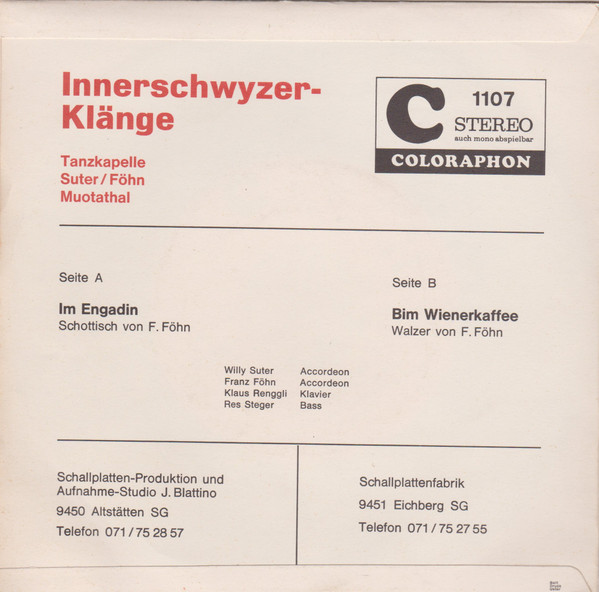 Innerschwyzer-
Klänge
Tanzkapelle
Suter/Föhn
Muotathal
C 1107
STEREO
auch mono abspielbar
COLORAPHON
Seite A
Im Engadin
Schottisch von F. Föhn
Seite B
Bim Wienerkaffee
Walzer von F. Föhn
Willy Suter Accordeon
Franz Föhn Accordeon
Klaus Renggli Klavier
Res Steger Bass
Schallplatten-Produktion und
Aufnahme-Studio J. Blattino
9450 Altstätten SG
Telefon 071/75 28 57
Schallplattenfabrik
9451 Eichberg SG
Telefon 071/75 27 55